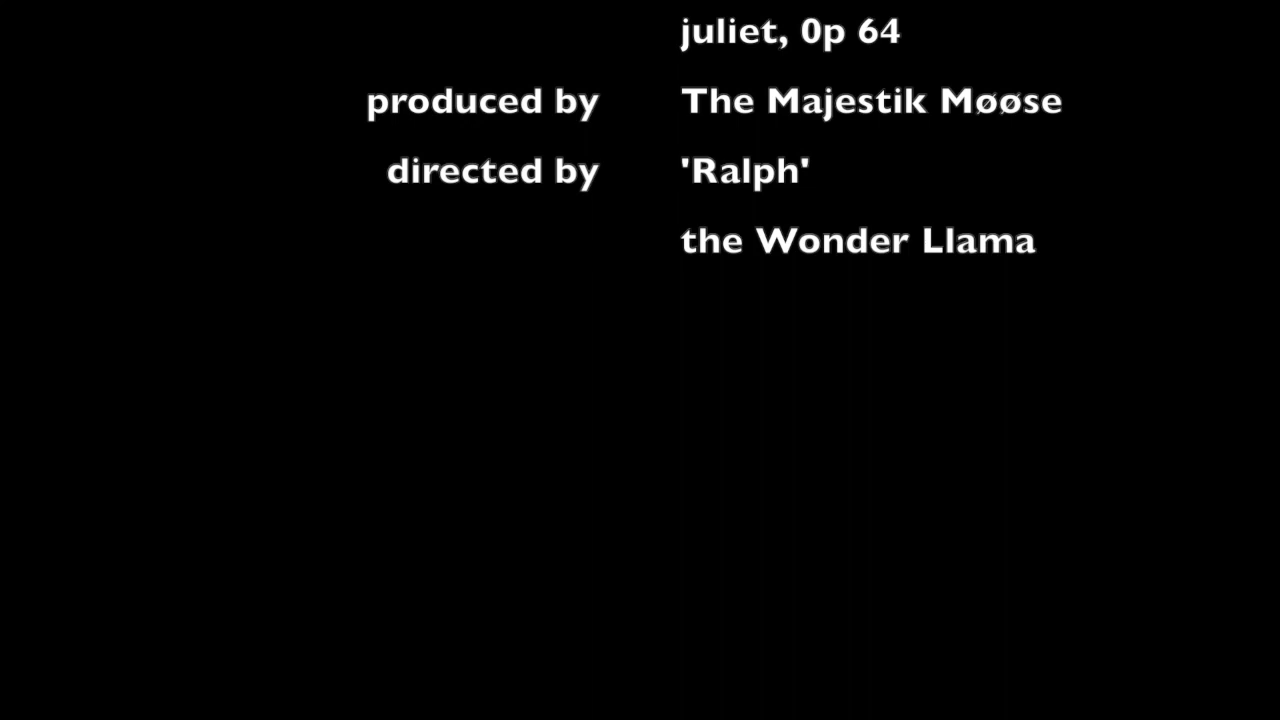 juliet, 0p 64
produced by The Majestik Møøse
directed by 'Ralph'
the Wonder Llama